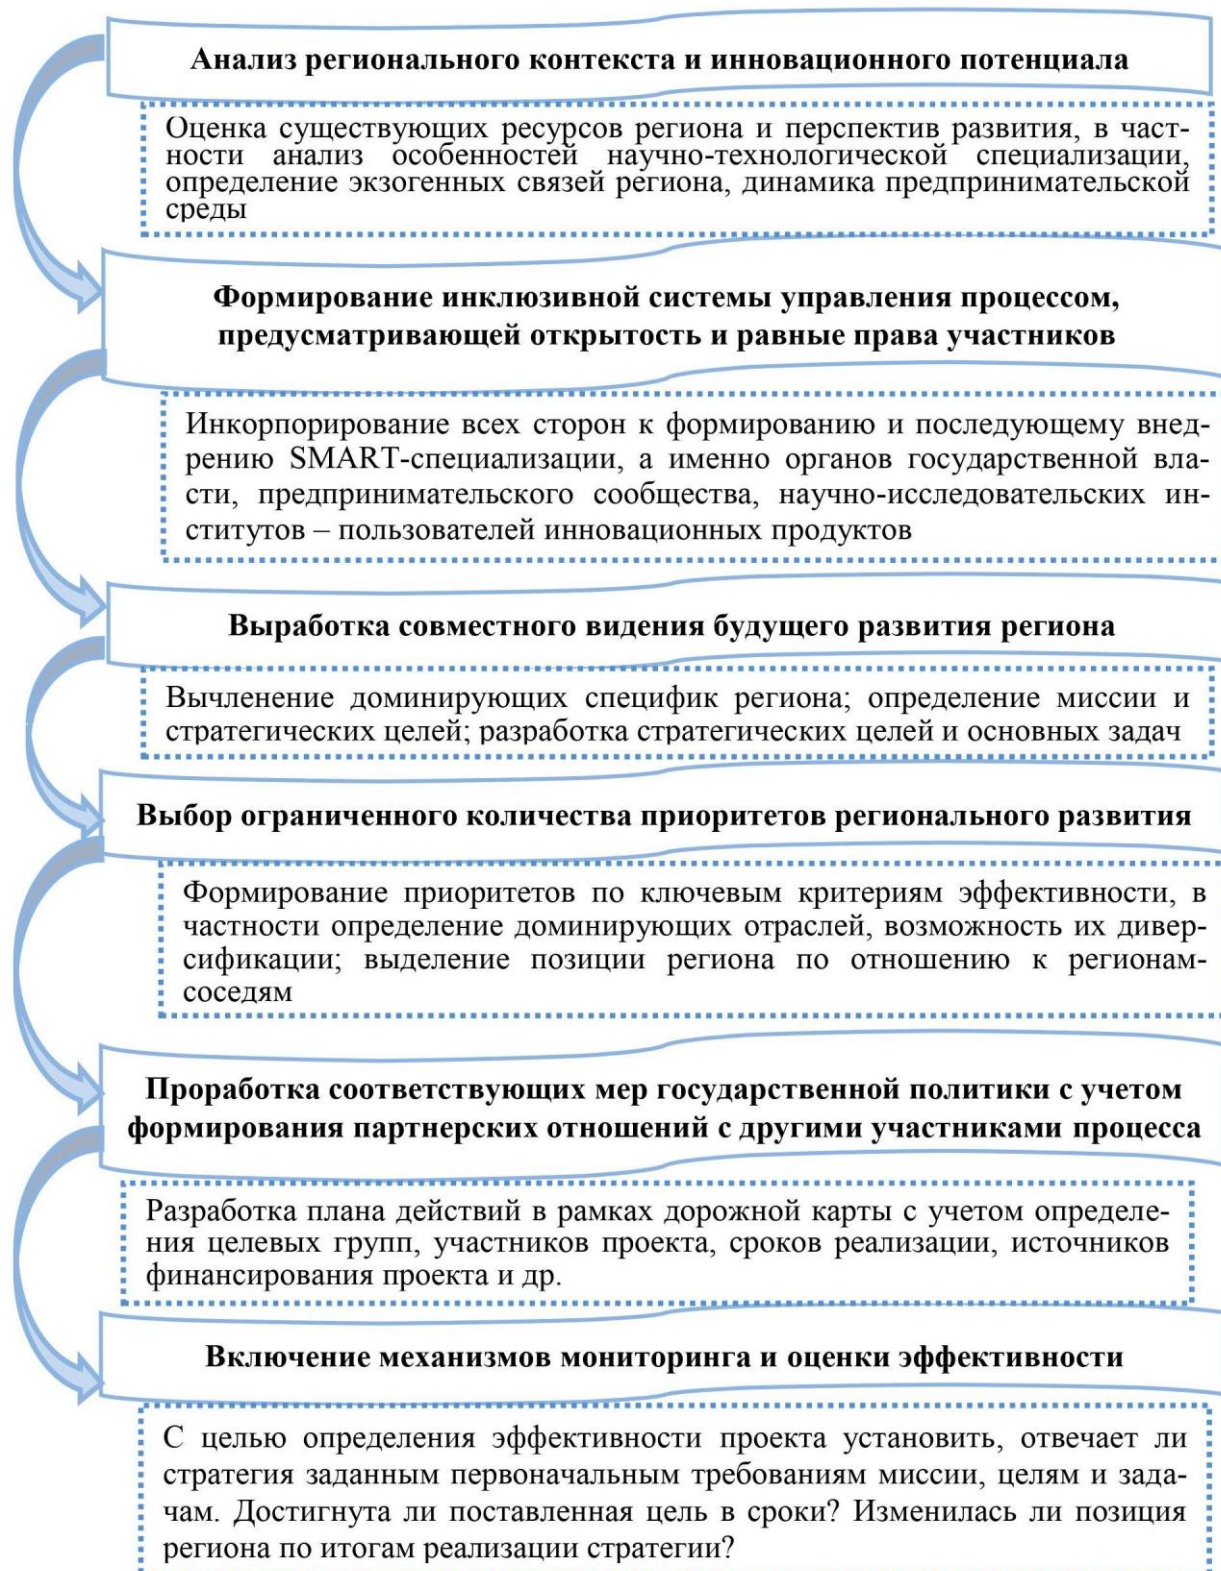 Анализ регионального контекста и инновационного потенциала
Оценка существующих ресурсов региона и перспектив развития, в част-
ности анализ особенностей научно-технологической специализации,
определение экзогенных связей региона, динамика предпринимательской
среды
Формирование инклюзивной системы управления процессом,
предусматривающей открытость и равные права участников
Инкорпорирование всех сторон к формированию и последующему внед-
рению SMART-специализации, а именно органов государственной вла-
сти, предпринимательского сообщества, научно-исследовательских ин-
ститутов – пользователей инновационных продуктов
Выработка совместного видения будущего развития региона
Вычленение доминирующих специфик региона; определение миссии и
стратегических целей; разработка стратегических целей и основных задач
Выбор ограниченного количества приоритетов регионального развития
Формирование приоритетов по ключевым критериям эффективности, в
частности определение доминирующих отраслей, возможность их дивер-
сификации; выделение позиции региона по отношению к регионам-
соседям
Проработка соответствующих мер государственной политики с учетом
формирования партнерских отношений с другими участниками процесса
Разработка плана действий в рамках дорожной карты с учетом определе-
ния целевых групп, участников проекта, сроков реализации, источников
финансирования проекта и др.
Включение механизмов мониторинга и оценки эффективности
С целью определения эффективности проекта установить, отвечает ли
стратегия заданным первоначальным требованиям миссии, целям и зада-
чам. Достигнута ли поставленная цель в сроки? Изменилась ли позиция
региона по итогам реализации стратегии?